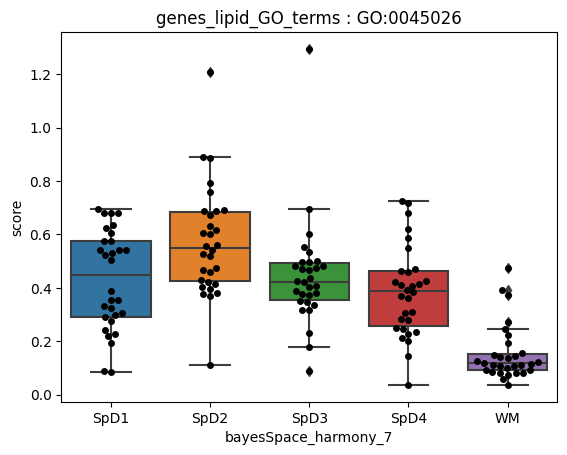 genes_lipid_GO_terms : GO:0045026
1.2
1.0
0.8
0.6
0.4
0.2
0.0
score
SpD1 SpD2 SpD3 SpD4 WM
bayesSpace_harmony_7